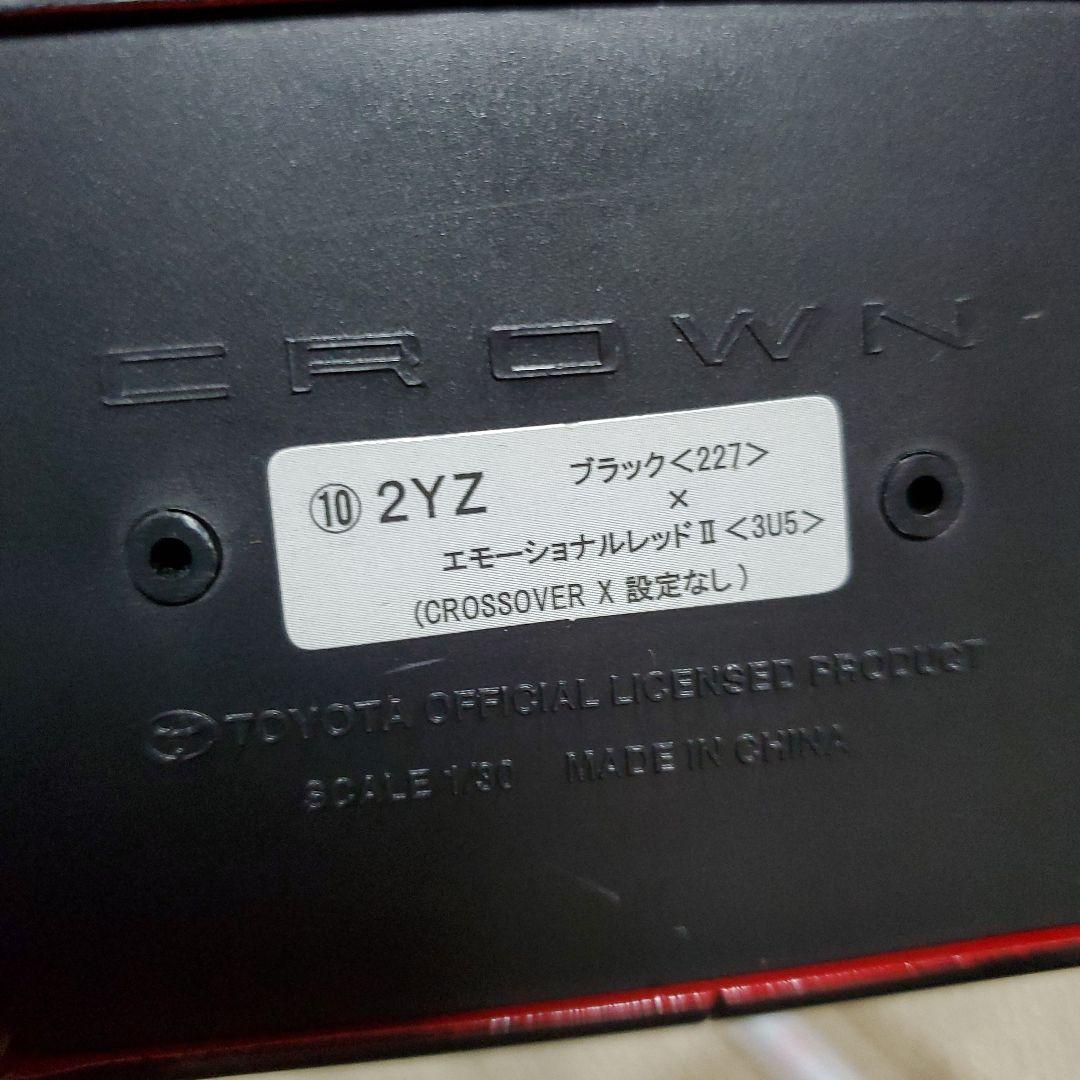 CROWN
⑩ 2YZ ブラック<227>
×
エモーショナルレッドⅡ<3U5>
(CROSSOVER X 設定なし)
TOYOTA OFFICIAL LICENSED PRODUCT
SCALE 1/30 MADE IN CHINA